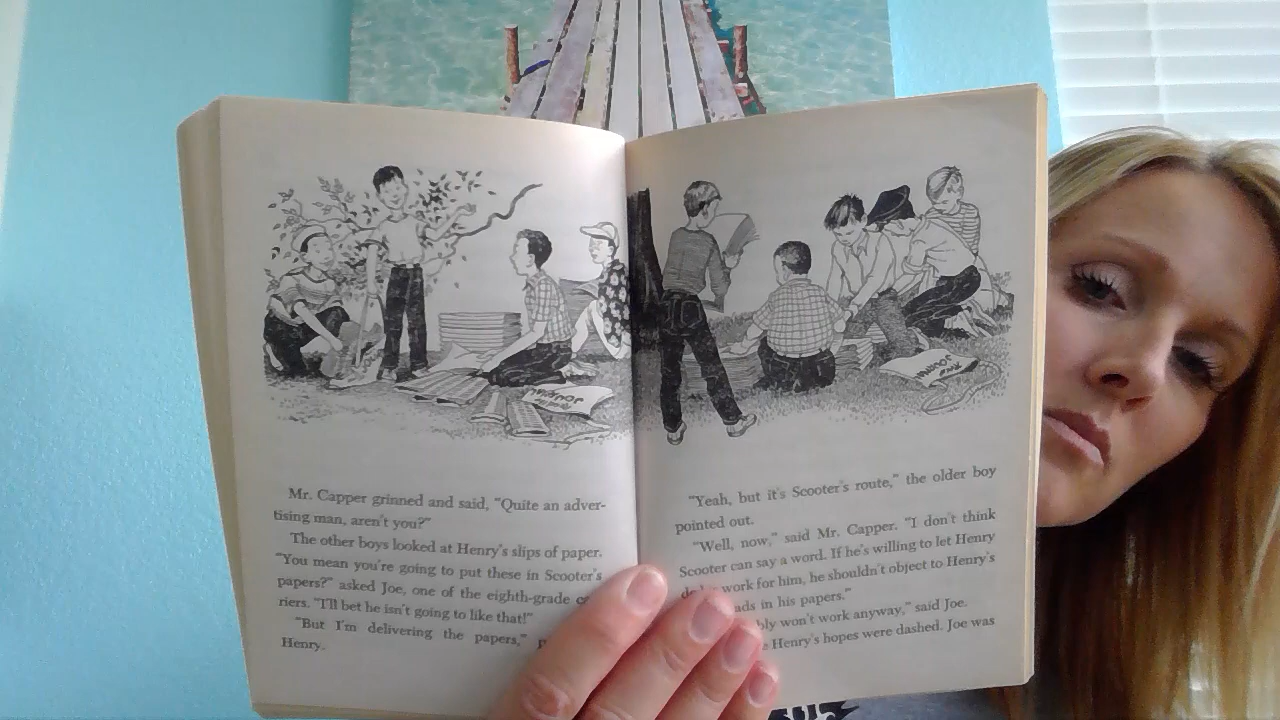 Mr. Capper grinned and said, "Quite an adver-
tising man, aren't you?"
The other boys looked at Henry's slips of paper.
"You mean you're going to put these in Scooter's
papers?" asked Joe, one of the eighth-grade
riers. "I'll bet he isn't going to like that!"
"But I'm delivering the papers,"
Henry.
"Yeah, but it's Scooter's route," the older boy
pointed out.
"Well, now," said Mr. Capper. "I don't think
Scooter can say a word. If he's willing to let Henry
work for him, he shouldn't object to Henry's
ads in his papers."
bly won't work anyway," said Joe.
Henry's hopes were dashed. Joe was